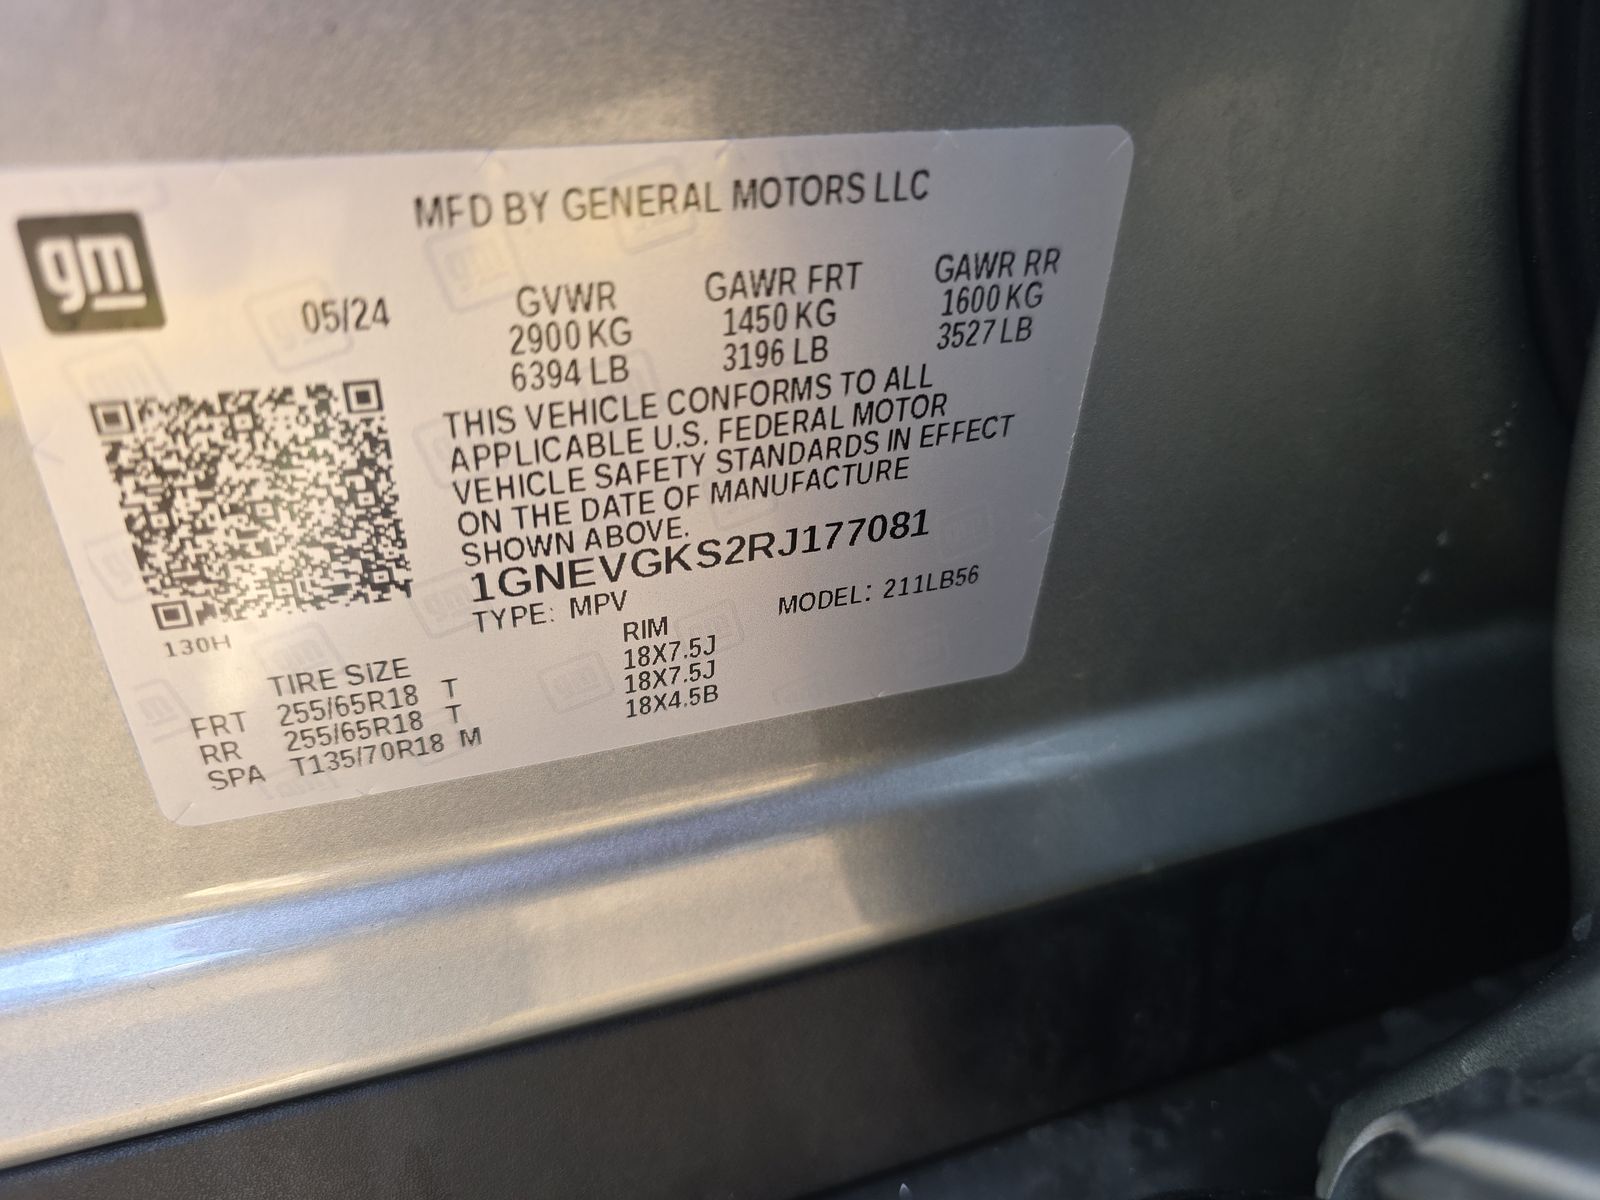 MFD BY GENERAL MOTORS LLC
gm
05/24
GVWR GAWR FRT GAWR RR
2900 KG 1450 KG 1600 KG
6394 LB 3196 LB 3527 LB
THIS VEHICLE CONFORMS TO ALL
APPLICABLE U.S. FEDERAL MOTOR
VEHICLE SAFETY STANDARDS IN EFFECT
ON THE DATE OF MANUFACTURE
SHOWN ABOVE.
1GNEVGKS2RJ177081
TYPE: MPV MODEL: 211LB56
130H
TIRE SIZE RIM
FRT 255/65R18 T 18X7.5J
RR 255/65R18 T 18X7.5J
SPA T135/70R18 M 18X4.5B